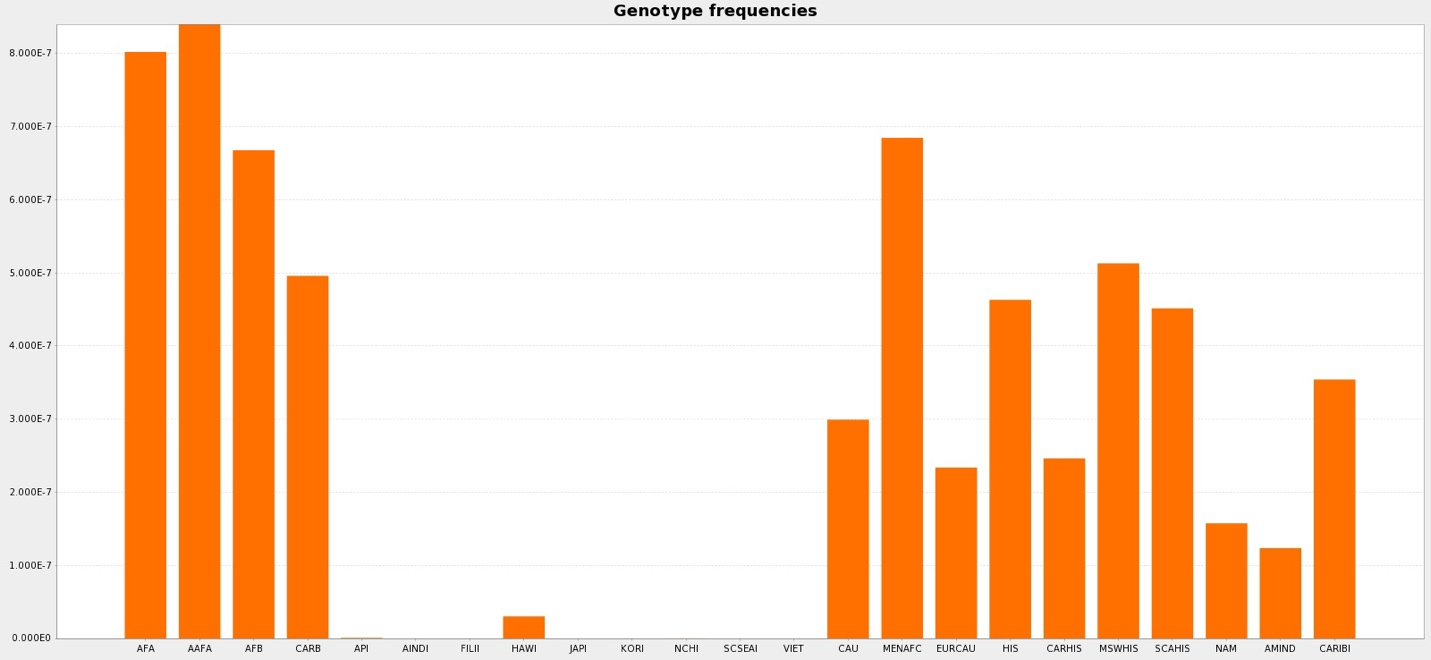 Genotype frequencies
8.000E-7
7.000E-7
6.000E-7
5.000E-7
4.000E-7
3.000E-7
2.000E-7
1.000E-7
0.000E0
AFA AAFA AFB CARB API AINDI FILII HAWI JAPI KORI NCHI SCSEAI VIET CAU MENAFC EURCAU HIS CARHIS MSWHIS SCAHIS NAM AMIND CARIBI